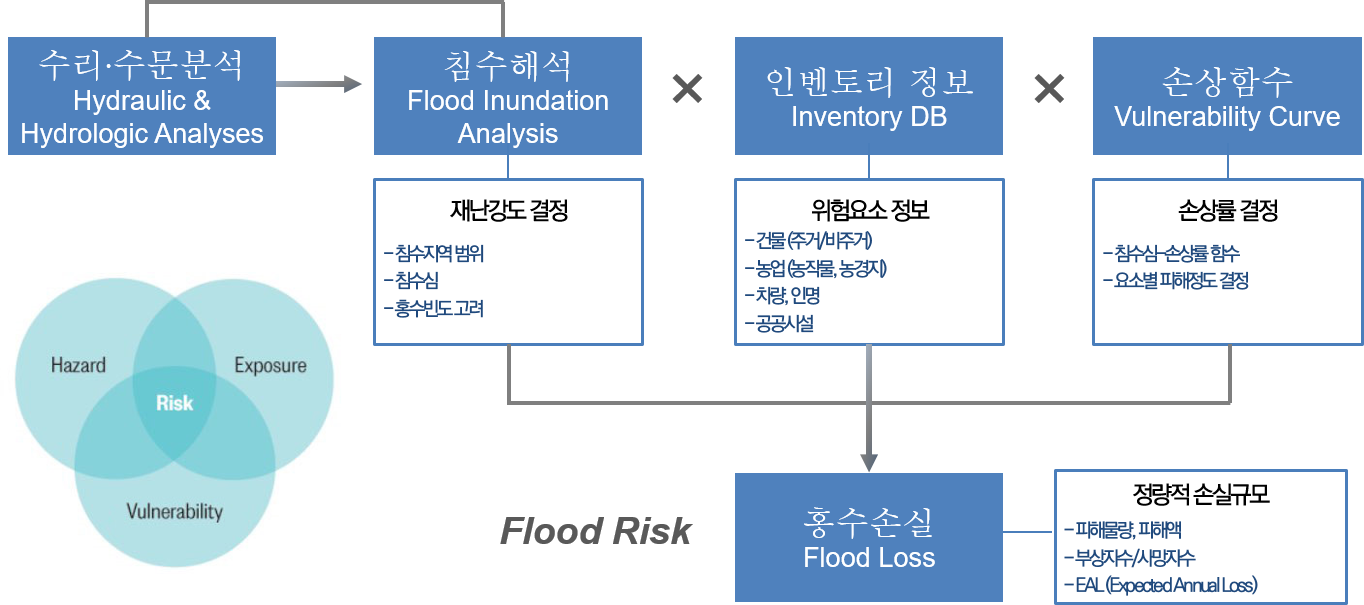 수리·수문분석
Hydraulic &
Hydrologic Analyses
침수해석
Flood Inundation
Analysis
×
인벤토리 정보
Inventory DB
×
손상함수
Vulnerability Curve
재난강도 결정
- 침수지역 범위
- 침수심
- 홍수빈도 고려
위험요소 정보
- 건물 (주거/비주거)
- 농업 (농작물, 농경지)
- 차량, 인명
- 공공시설
손상률 결정
- 침수심-손상률 함수
- 요소별 피해정도 결정
Hazard
Exposure
Risk
Vulnerability
Flood Risk
홍수손실
Flood Loss
정량적 손실규모
- 피해물량, 피해액
- 부상자수/사망자수
- EAL (Expected Annual Loss)